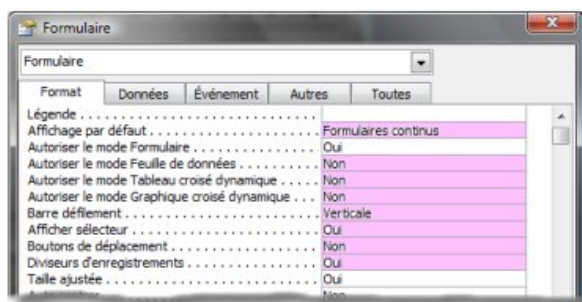 Formulaire
Formulaire
Format Données Événement Autres Toutes
Légende . . . . . . . . . . . . . . . . . . . . . . . . . . . . . .
Affichage par défaut . . . . . . . . . . . . . . . . . . . . . Formulaires continus
Autoriser le mode Formulaire . . . . . . . . . . . . . . . . Oui
Autoriser le mode Feuille de données . . . . . . . . . . Non
Autoriser le mode Tableau croisé dynamique . . . . . Non
Autoriser le mode Graphique croisé dynamique . . . Non
Barre défilement . . . . . . . . . . . . . . . . . . . . . . . . Verticale
Afficher sélecteur . . . . . . . . . . . . . . . . . . . . . . . Oui
Boutons de déplacement . . . . . . . . . . . . . . . . . . . Non
Diviseurs d'enregistrements . . . . . . . . . . . . . . . . . Oui
Taille ajustée . . . . . . . . . . . . . . . . . . . . . . . . . . Oui
Non